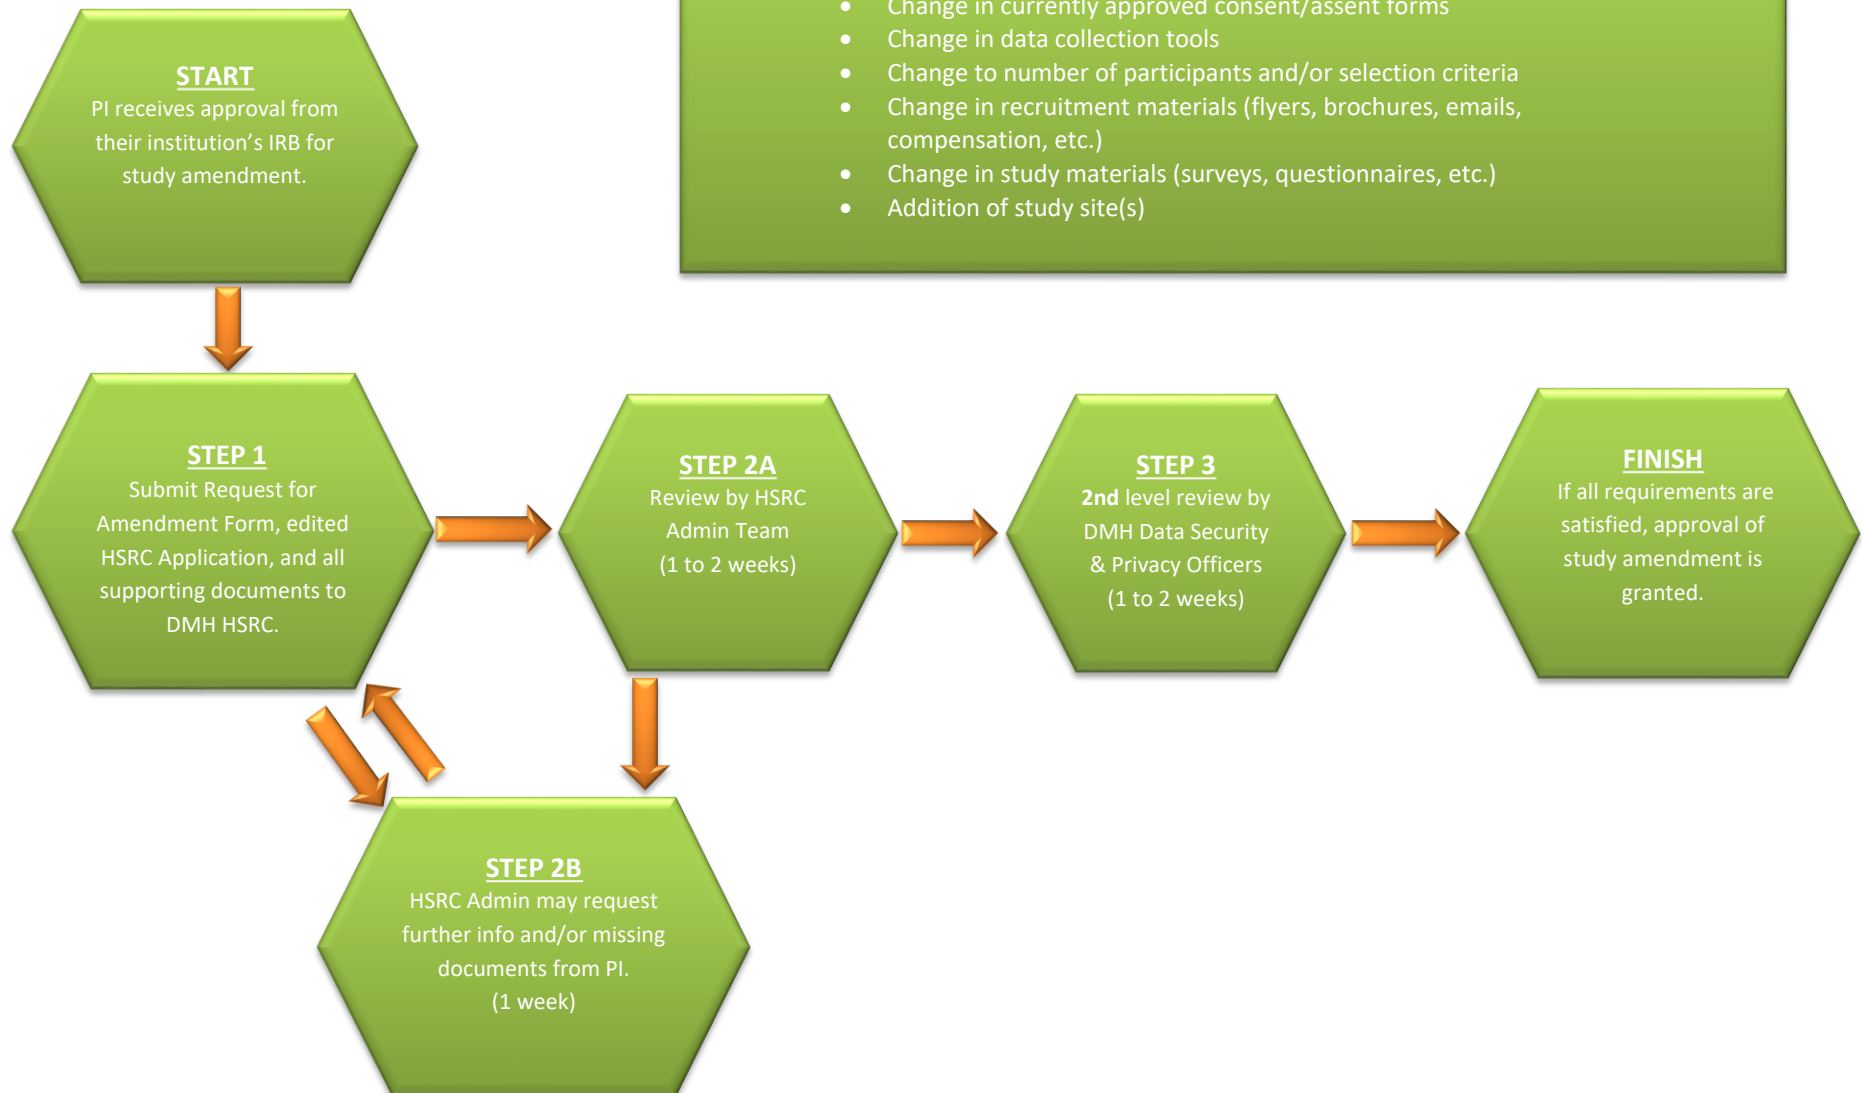 • Change in currently approved consent/assent forms
• Change in data collection tools
• Change to number of participants and/or selection criteria
• Change in recruitment materials (flyers, brochures, emails,
compensation, etc.)
• Change in study materials (surveys, questionnaires, etc.)
• Addition of study site(s)
START
PI receives approval from
their institution’s IRB for
study amendment.
STEP 1
Submit Request for
Amendment Form, edited
HSRC Application, and all
supporting documents to
DMH HSRC.
STEP 2A
Review by HSRC
Admin Team
(1 to 2 weeks)
STEP 3
2nd level review by
DMH Data Security
& Privacy Officers
(1 to 2 weeks)
FINISH
If all requirements are
satisfied, approval of
study amendment is
granted.
STEP 2B
HSRC Admin may request
further info and/or missing
documents from PI.
(1 week)